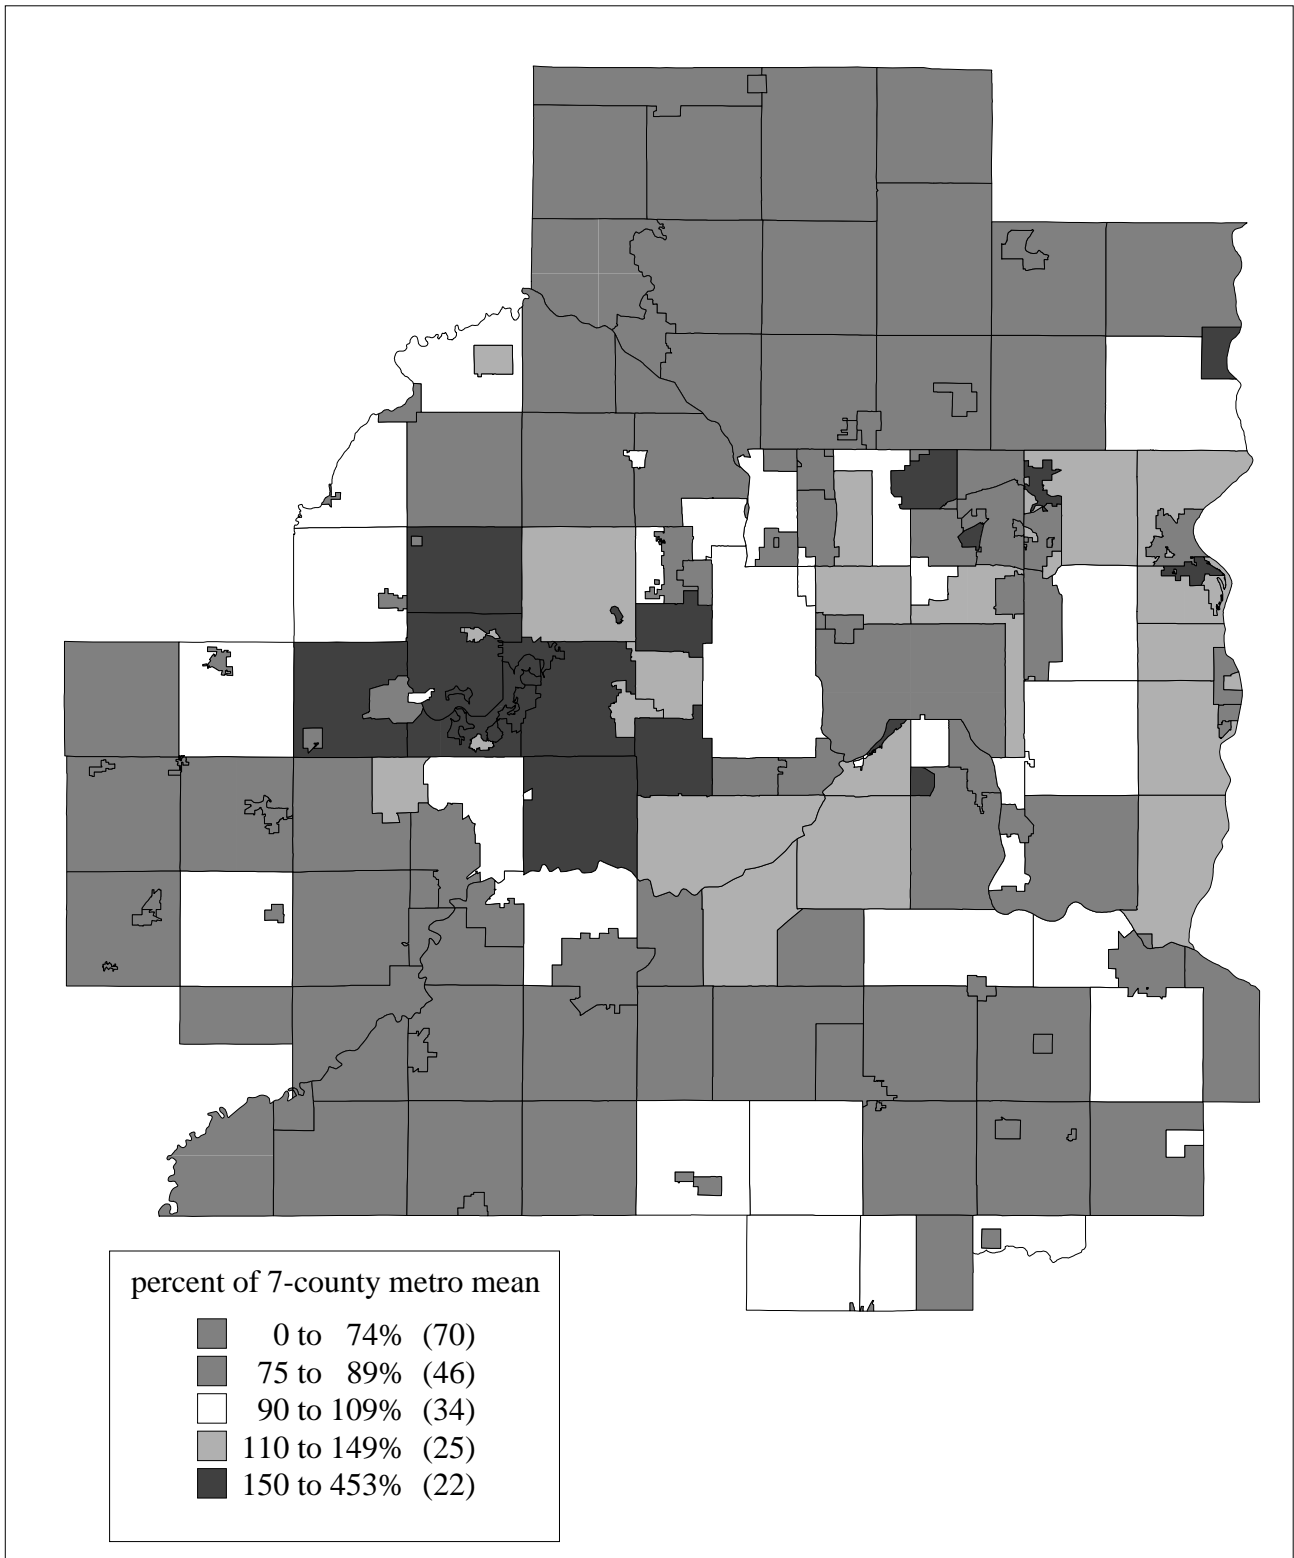 percent of 7-county metro mean
0 to 74% (70)
75 to 89% (46)
90 to 109% (34)
110 to 149% (25)
150 to 453% (22)